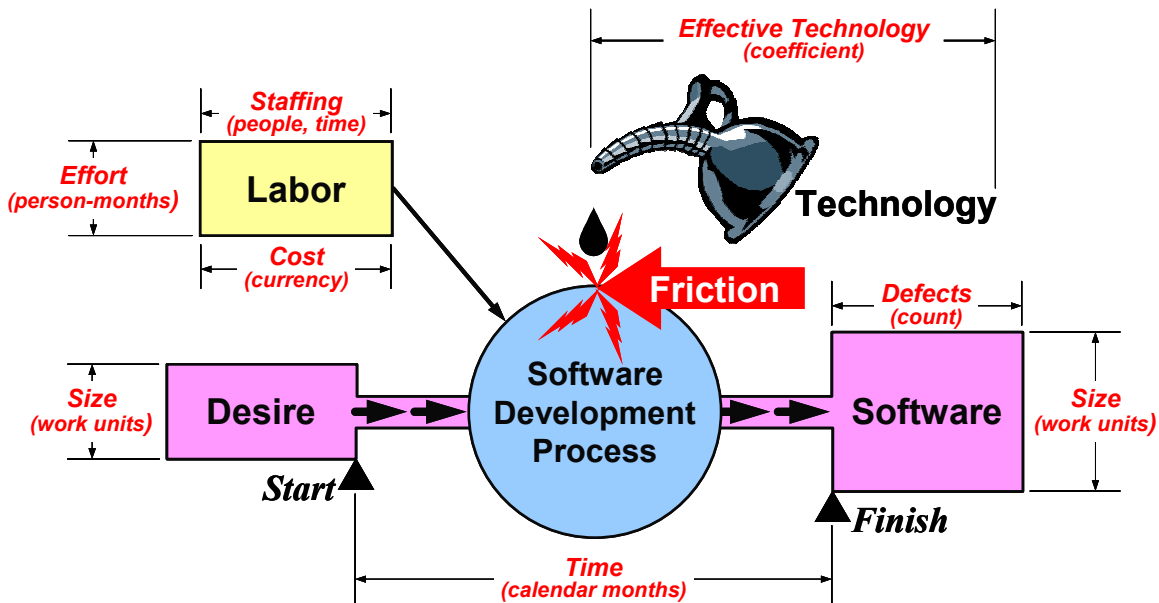 Effective Technology
(coefficient)
Staffing
(people, time)
Effort
(person-months)
Labor
Cost
(currency)
Technology
Friction
Defects
(count)
Size
(work units)
Desire
Software
Development
Process
Software
Size
(work units)
Start
Finish
Time
(calendar months)